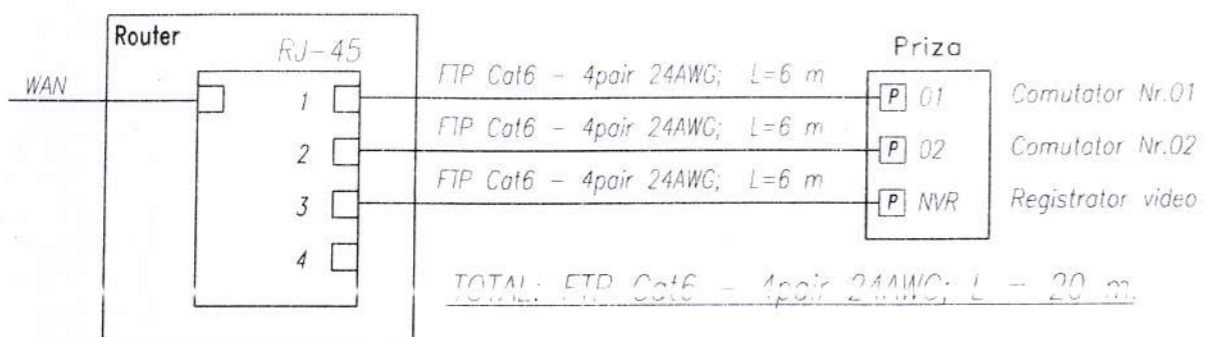 Router
RJ-45
WAN
1
2
3
4
FTP Cat6 - 4pair 24AWG; L=6 m
FTP Cat6 - 4pair 24AWG; L=6 m
FTP Cat6 - 4pair 24AWG; L=6 m
Priza
P 01 Comutator Nr.01
P 02 Comutator Nr.02
P NVR Registrator video
TOTAL: FTP Cat6 - 4pair 24AWG; L - 20 m.